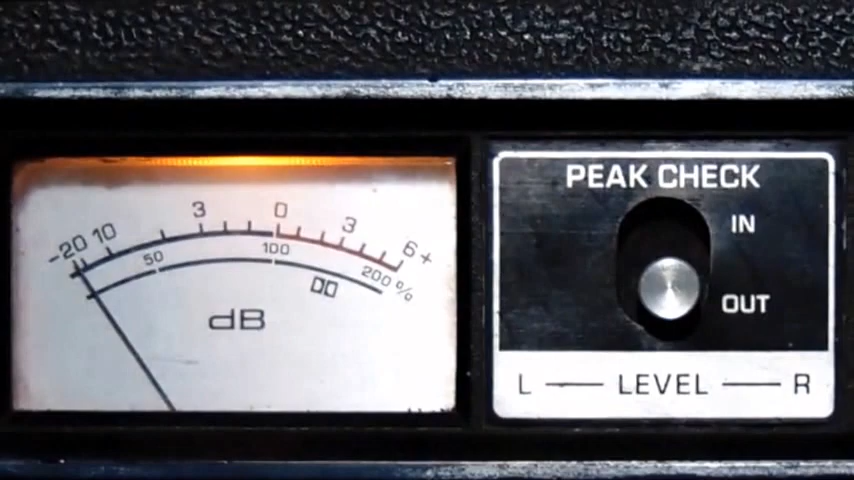 -20 10 3 0 3 6+
50 100 200 %
dB
PEAK CHECK
IN
OUT
L — LEVEL — R